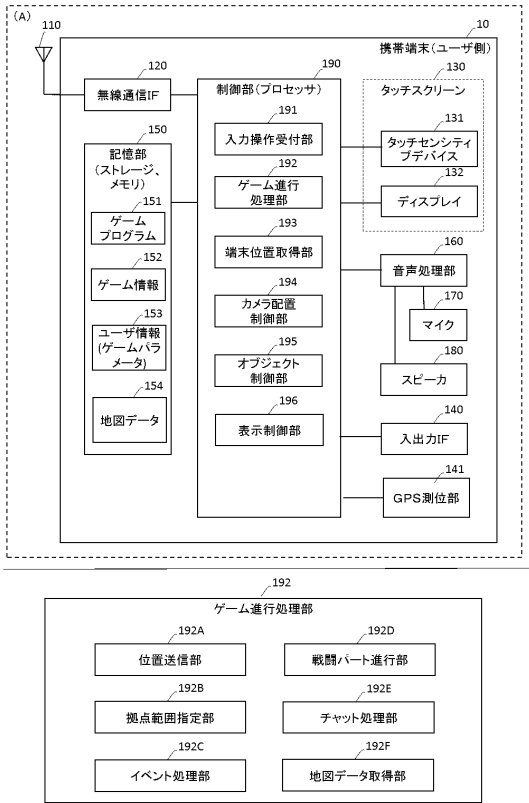 (A)
110
10
携帯端末(ユーザ側)
120
無線通信IF
190
制御部(プロセッサ)
130
タッチスクリーン
150
記憶部
(ストレージ、
メモリ)
151
ゲーム
プログラム
152
ゲーム情報
153
ユーザ情報
(ゲームパラ
メータ)
154
地図データ
191
入力操作受付部
192
ゲーム進行
処理部
193
端末位置取得部
194
カメラ配置
制御部
195
オブジェクト
制御部
196
表示制御部
131
タッチセンシティ
ブデバイス
132
ディスプレイ
160
音声処理部
170
マイク
180
スピーカ
140
入出力IF
141
GPS測位部
192
ゲーム進行処理部
192A
位置送信部
192D
戦闘パート進行部
192B
拠点範囲指定部
192E
チャット処理部
192C
イベント処理部
192F
地図データ取得部